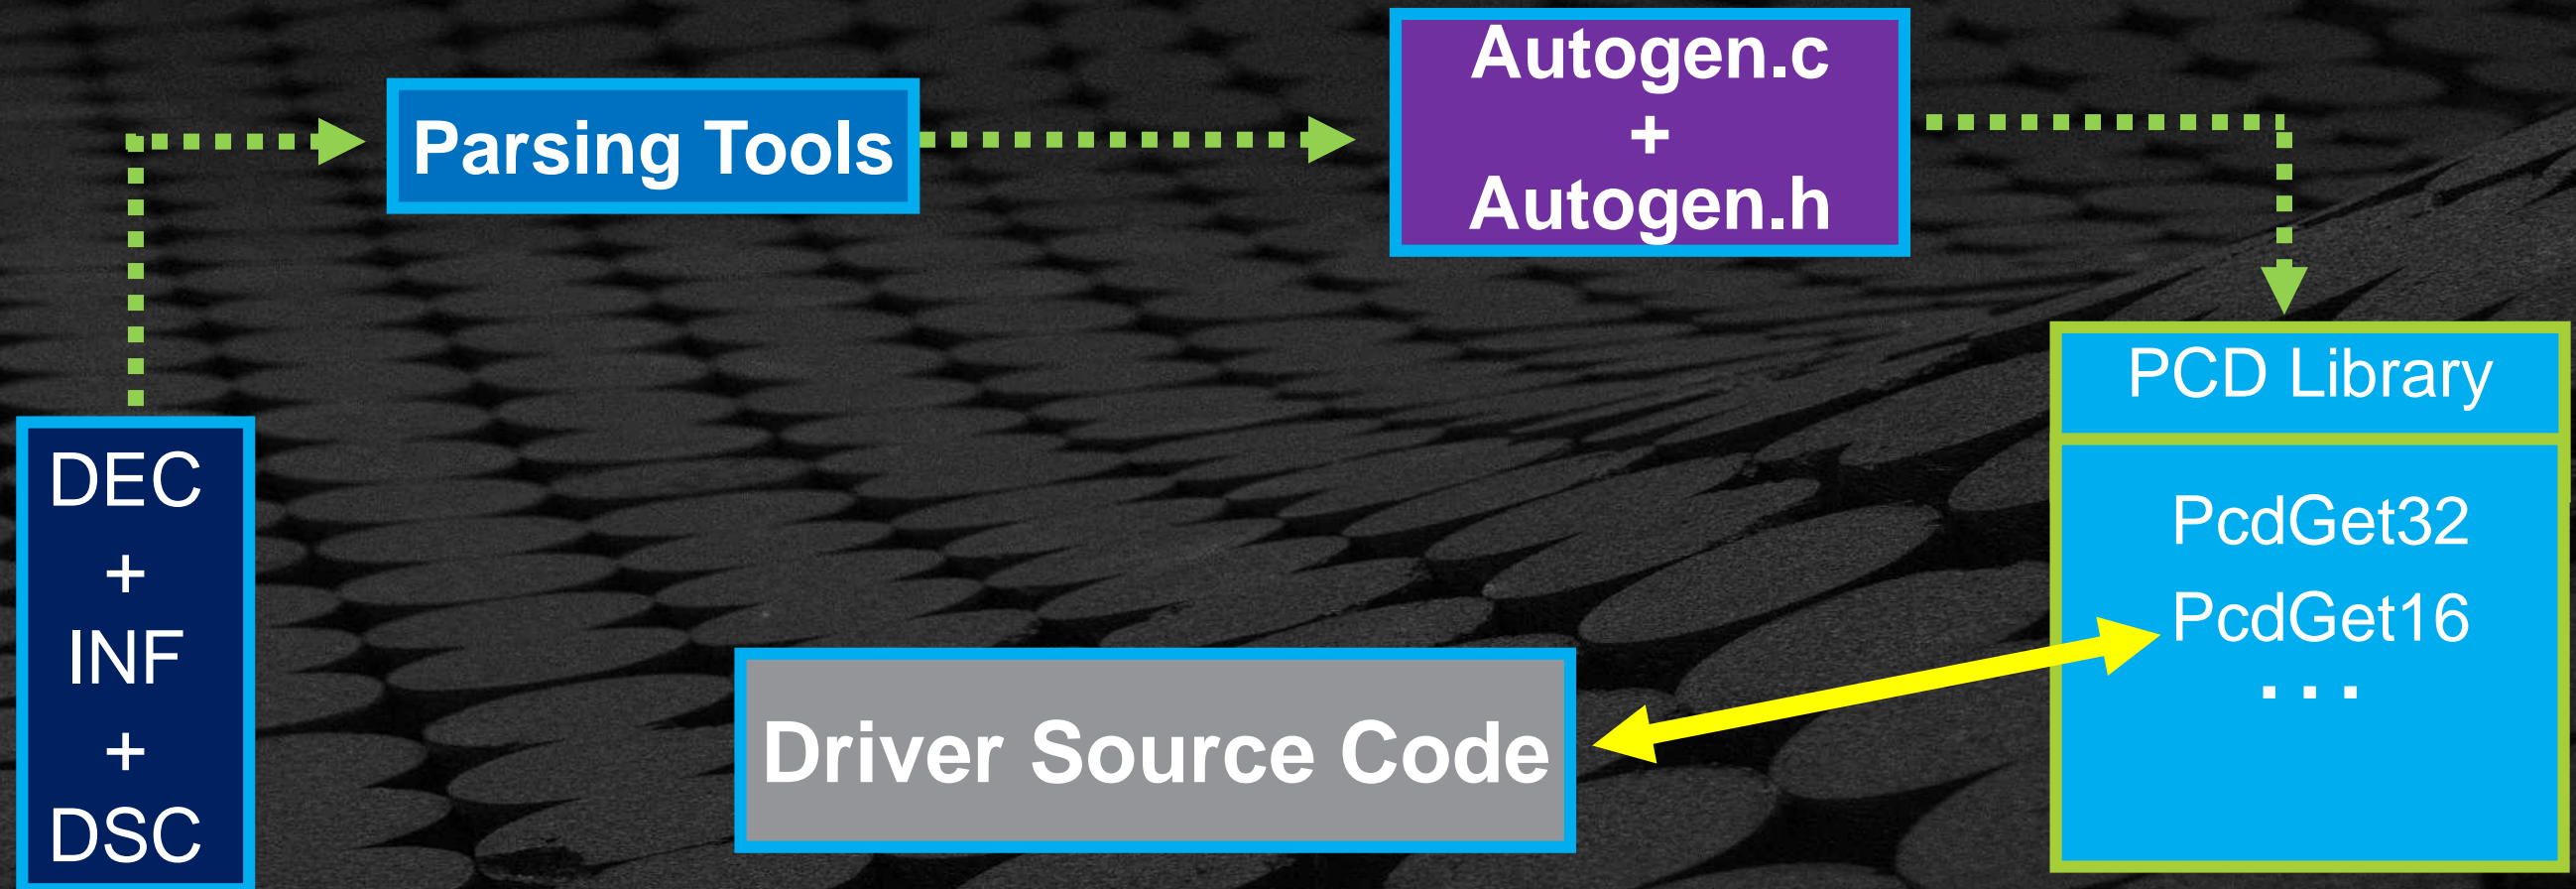 Parsing Tools
Autogen.c
+
Autogen.h
DEC
+
INF
+
DSC
PCD Library
PcdGet32
PcdGet16
...
Driver Source Code